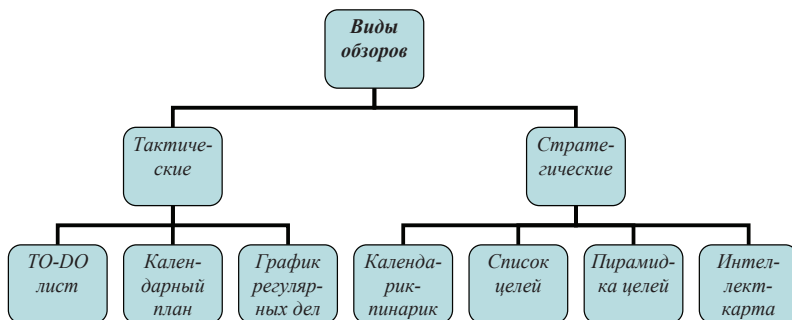 Виды
обзоров
Тактиче-
ские
Страте-
гические
TO-DO
лист
Кален-
дарный
план
График
регуляр-
ных дел
Календа-
рик-
пинарик
Список
целей
Пирамид-
ка целей
Интел-
лект-
карта